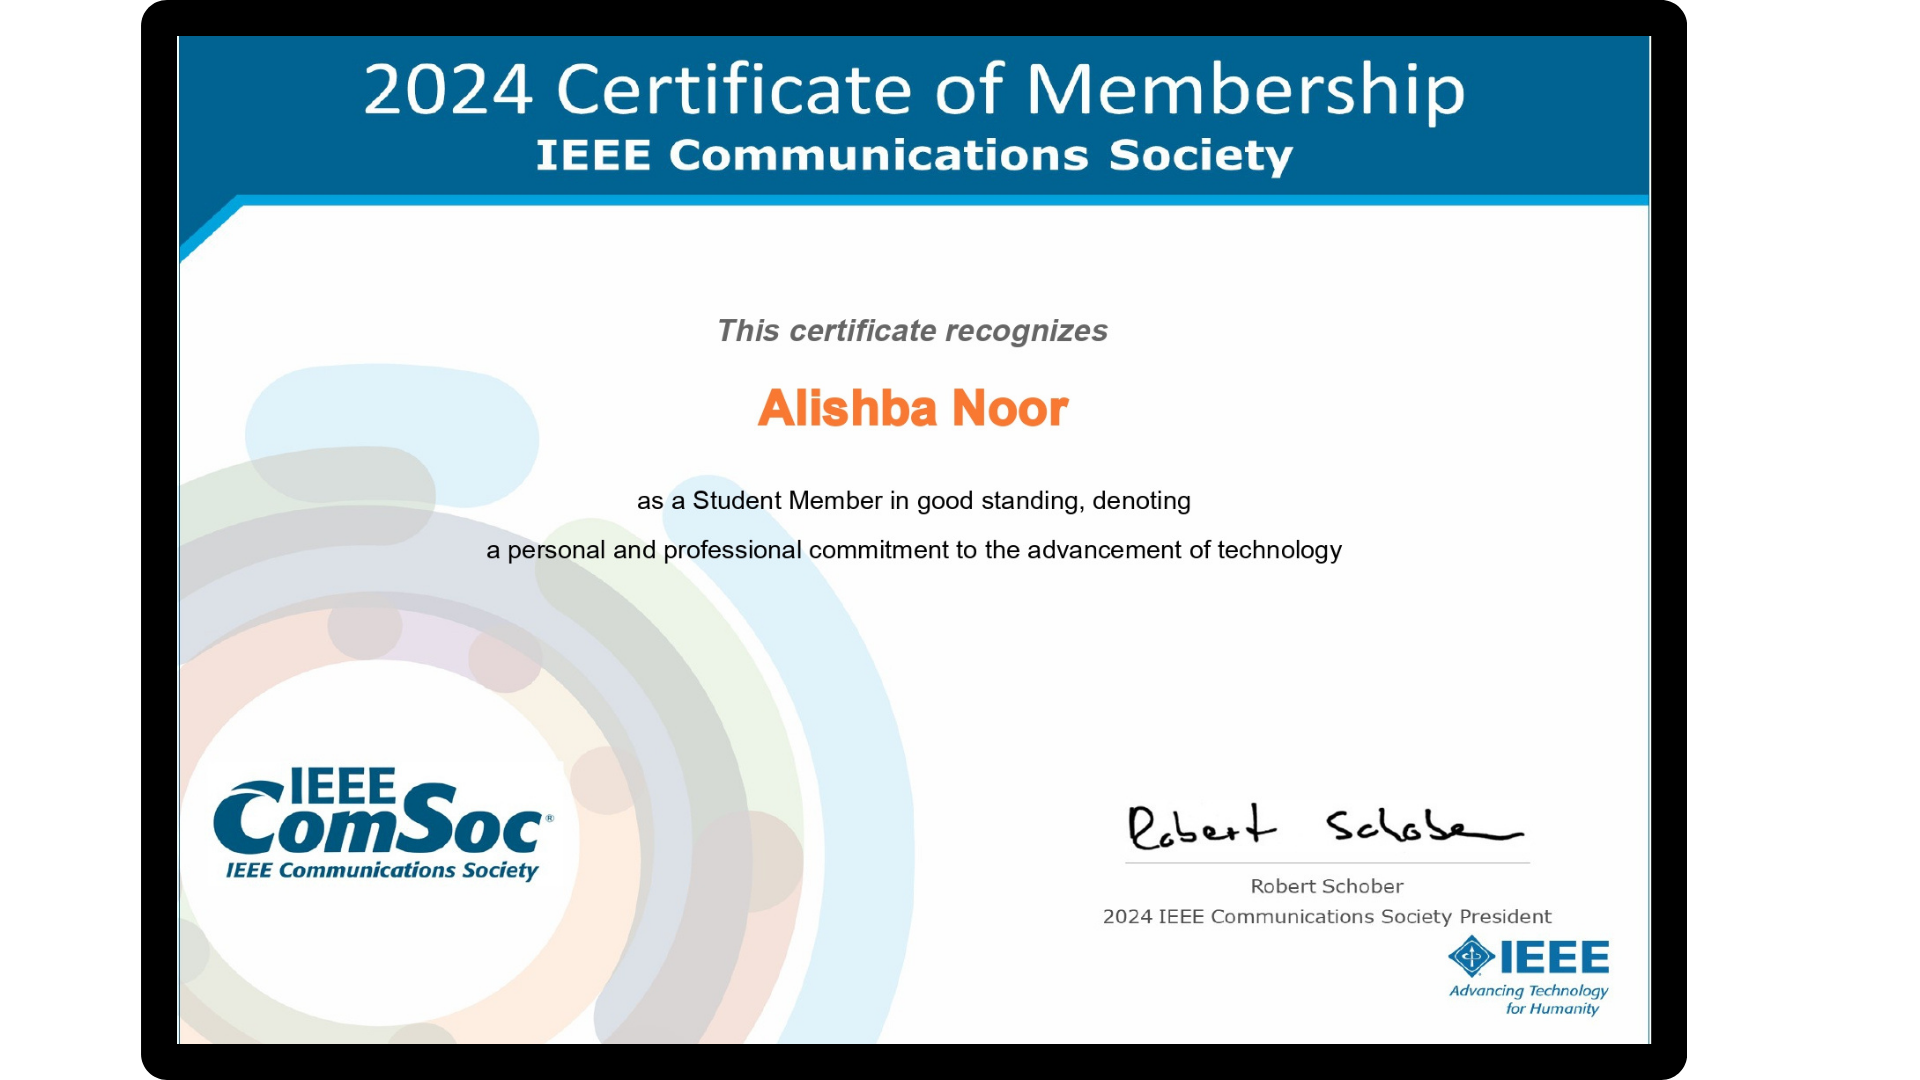 2024 Certificate of Membership
IEEE Communications Society
This certificate recognizes
Alishba Noor
as a Student Member in good standing, denoting
a personal and professional commitment to the advancement of technology
IEEE
ComSoc®
IEEE Communications Society
Robert Schober
Robert Schober
2024 IEEE Communications Society President
IEEE
Advancing Technology
for Humanity